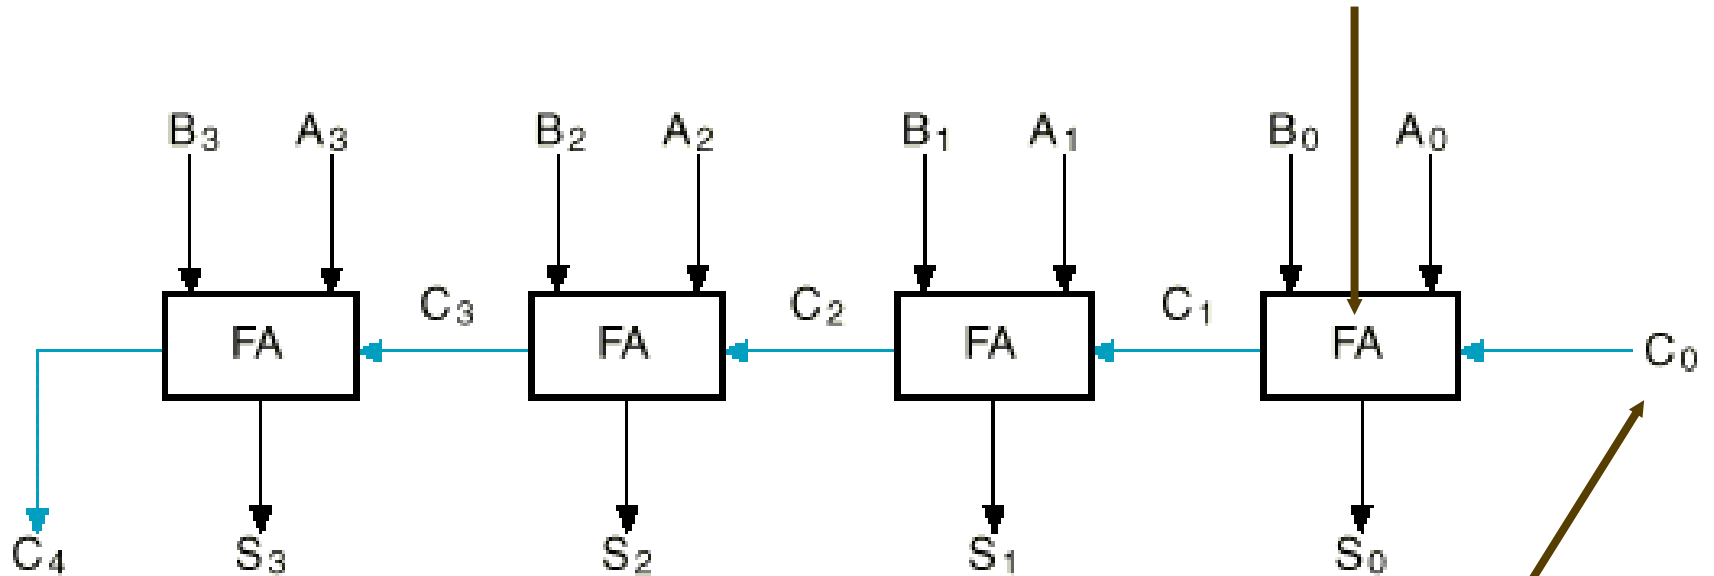 B₃ A₃ B₂ A₂ B₁ A₁ B₀ A₀
C₃ C₂ C₁
FA FA FA FA C₀
C₄ S₃ S₂ S₁ S₀